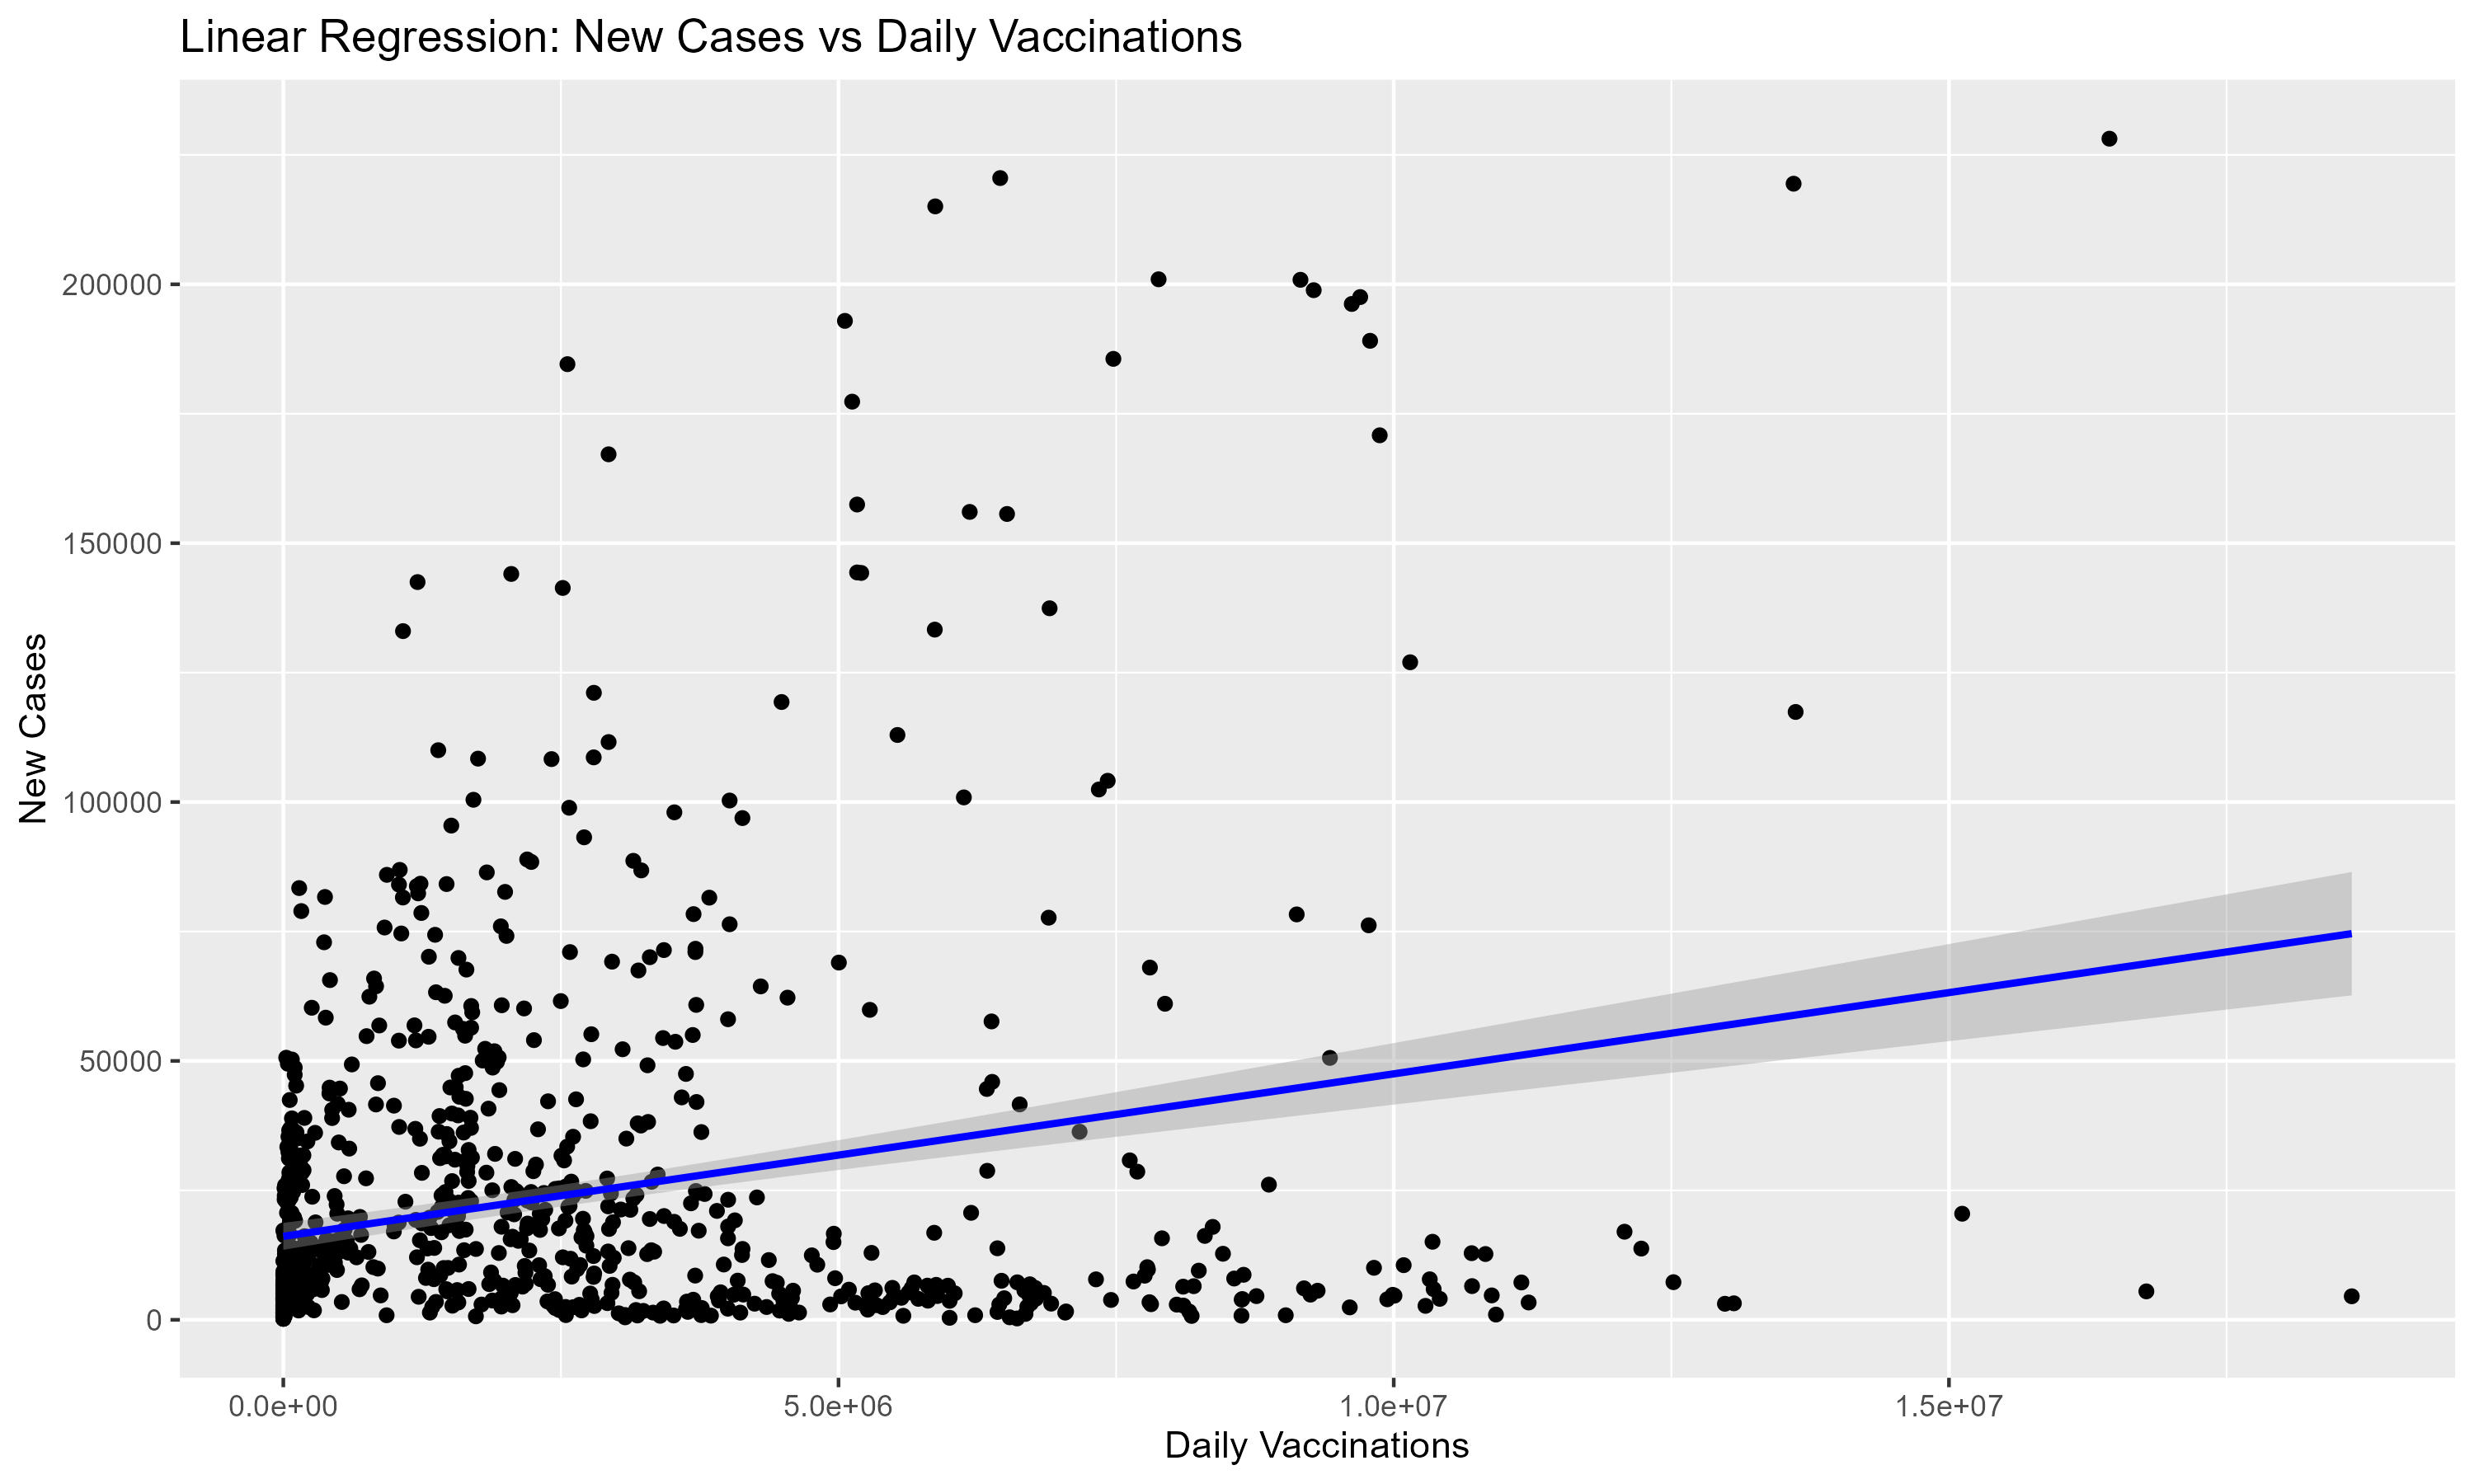 Linear Regression: New Cases vs Daily Vaccinations
New Cases
200000
150000
100000
50000
0
0.0e+00 5.0e+06 1.0e+07 1.5e+07
Daily Vaccinations